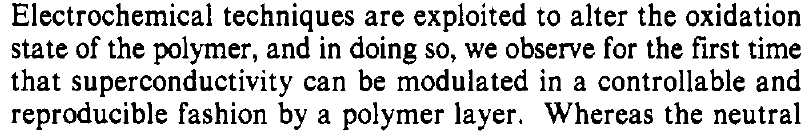 Electrochemical techniques are exploited to alter the oxidation
state of the polymer, and in doing so, we observe for the first time
that superconductivity can be modulated in a controllable and
reproducible fashion by a polymer layer. Whereas the neutral